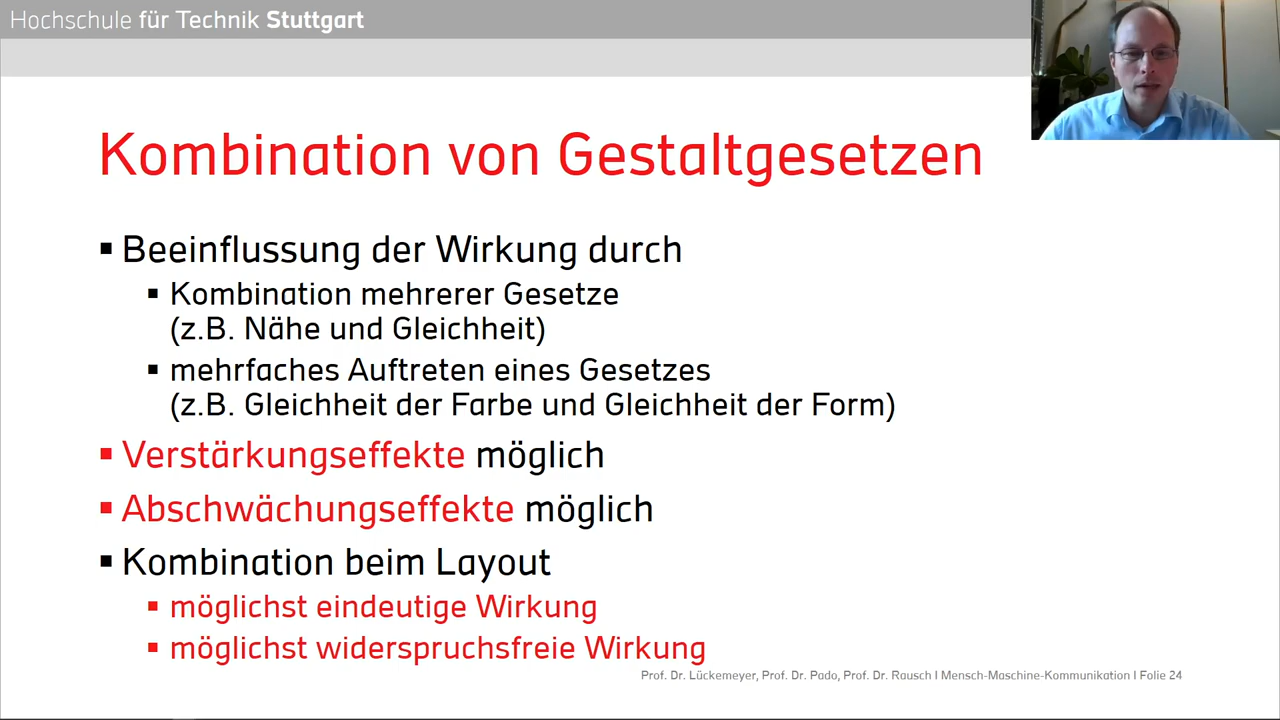 Hochschule für Technik Stuttgart
Kombination von Gestaltgesetzen
▪ Beeinflussung der Wirkung durch
▪ Kombination mehrerer Gesetze
(z.B. Nähe und Gleichheit)
▪ mehrfaches Auftreten eines Gesetzes
(z.B. Gleichheit der Farbe und Gleichheit der Form)
▪ Verstärkungseffekte möglich
▪ Abschwächungseffekte möglich
▪ Kombination beim Layout
▪ möglichst eindeutige Wirkung
▪ möglichst widerspruchsfreie Wirkung
Prof. Dr. Lückemeyer, Prof. Dr. Pado, Prof. Dr. Rausch I Mensch-Maschine-Kommunikation I Folie 24